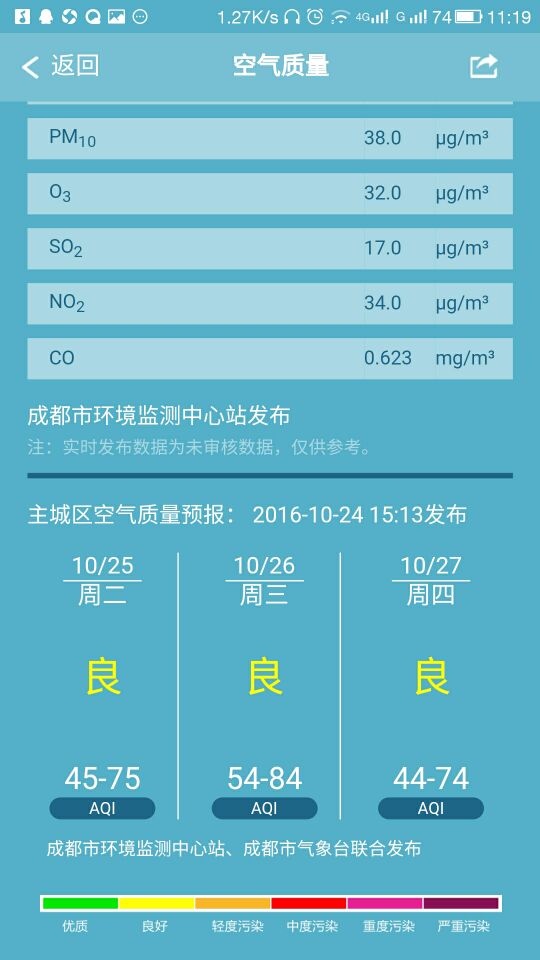 1.27K/s 4G G 74 11:19
返回 空气质量
PM10 38.0 µg/m³
O3 32.0 µg/m³
SO2 17.0 µg/m³
NO2 34.0 µg/m³
CO 0.623 mg/m³
成都市环境监测中心站发布
注：实时发布数据为未审核数据，仅供参考。
主城区空气质量预报： 2016-10-24 15:13发布
10/25 10/26 10/27
周二 周三 周四
良 良 良
45-75 54-84 44-74
AQI AQI AQI
成都市环境监测中心站、成都市气象台联合发布
优质 良好 轻度污染 中度污染 重度污染 严重污染